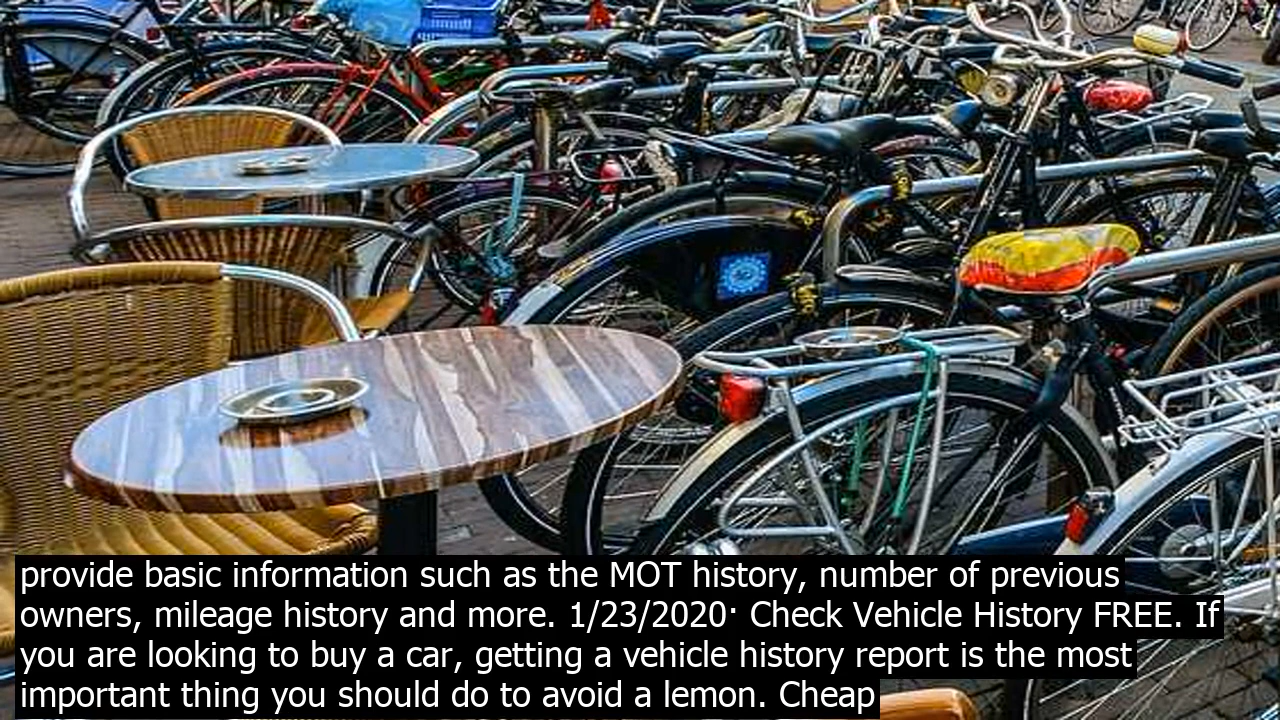 provide basic information such as the MOT history, number of previous
owners, mileage history and more. 1/23/2020· Check Vehicle History FREE. If
you are looking to buy a car, getting a vehicle history report is the most
important thing you should do to avoid a lemon. Cheap